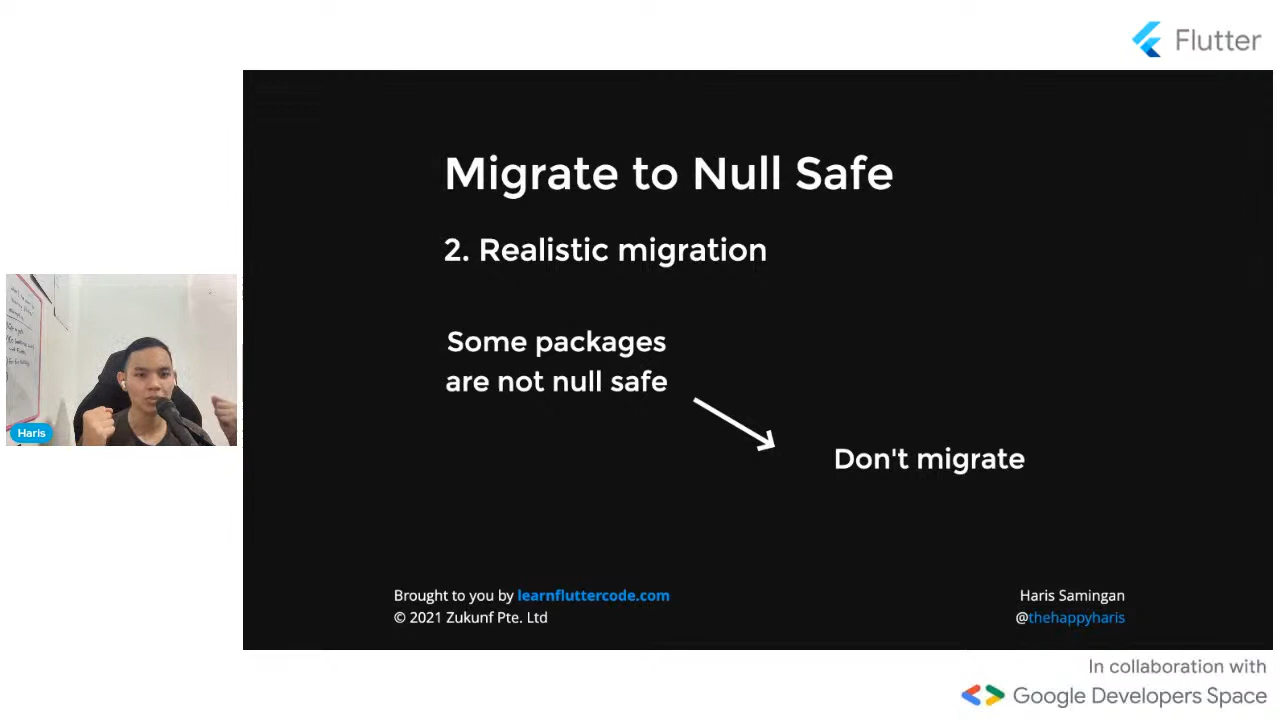 Flutter
Migrate to Null Safe
2. Realistic migration
Some packages
are not null safe
Don't migrate
Haris
Brought to you by learnfluttercode.com
© 2021 Zukunf Pte. Ltd
Haris Samingan
@thehappyharis
In collaboration with
Google Developers Space